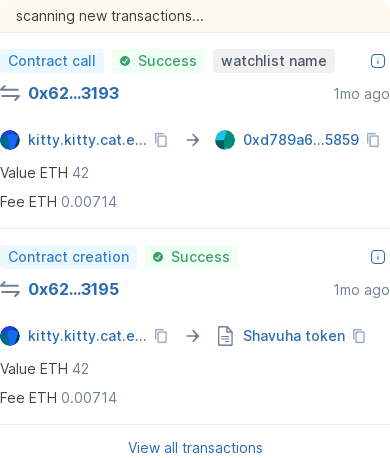 scanning new transactions...
Contract call Success watchlist name
0x62...3193 1mo ago
kitty.kitty.cat.e... 0xd789a6...5859
Value ETH 42
Fee ETH 0.00714
Contract creation Success
0x62...3195 1mo ago
kitty.kitty.cat.e... Shavuha token
Value ETH 42
Fee ETH 0.00714
View all transactions